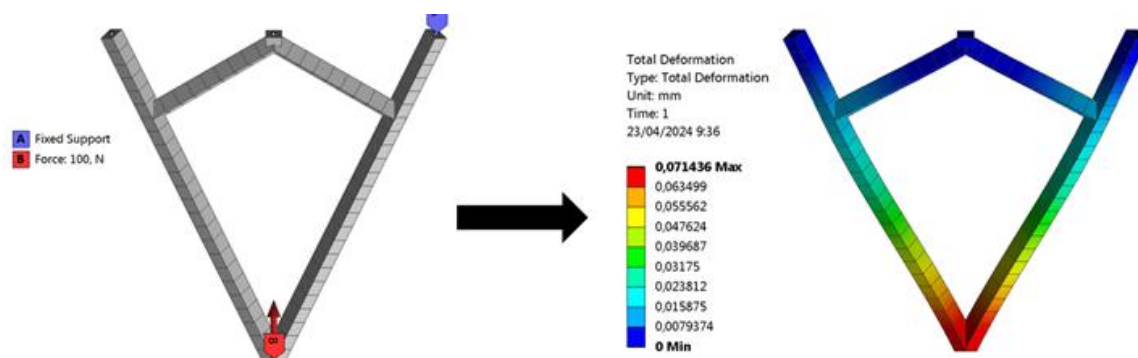 A Fixed Support
B Force: 100, N
B
Total Deformation
Type: Total Deformation
Unit: mm
Time: 1
23/04/2024 9:36
0,071436 Max
0,063499
0,055562
0,047624
0,039687
0,03175
0,023812
0,015875
0,0079374
0 Min